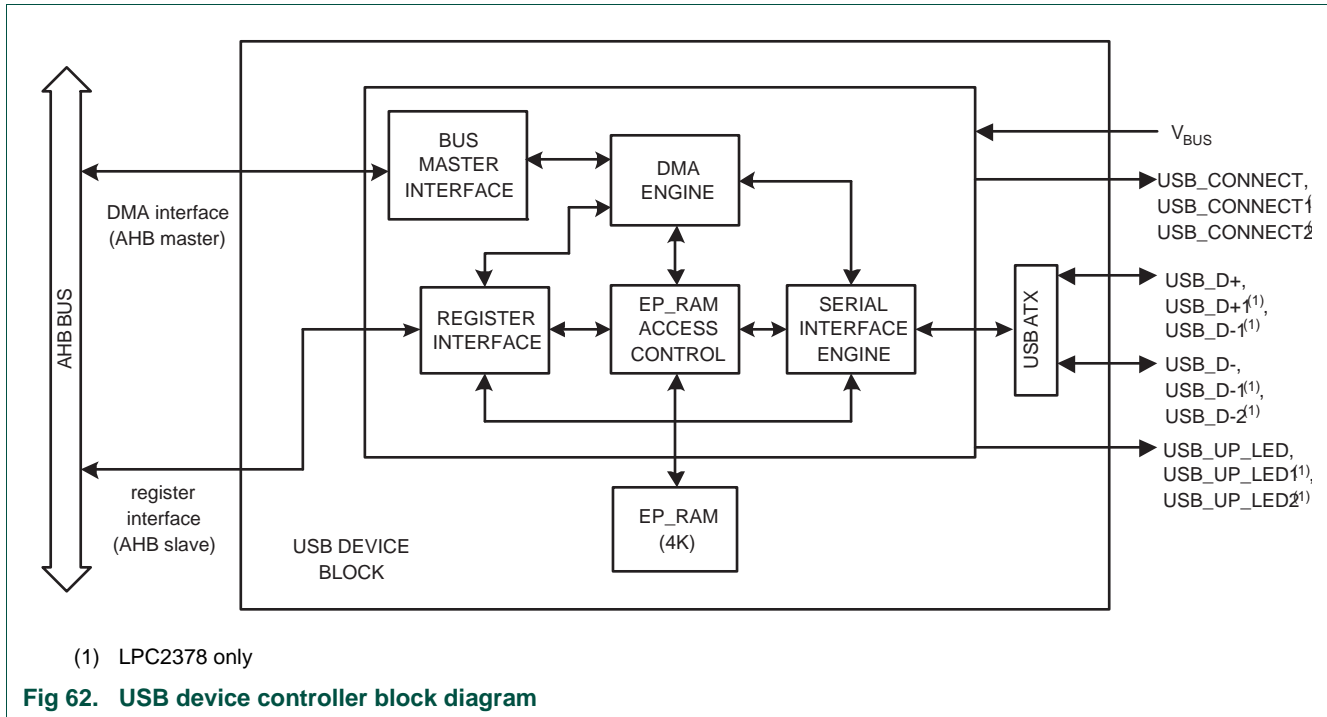 AHB BUS
DMA interface
(AHB master)
register
interface
(AHB slave)
USB DEVICE
BLOCK
BUS
MASTER
INTERFACE
DMA
ENGINE
REGISTER
INTERFACE
EP_RAM
ACCESS
CONTROL
SERIAL
INTERFACE
ENGINE
EP_RAM
(4K)
USB ATX
VBUS
USB_CONNECT,
USB_CONNECT1(
USB_CONNECT2(
USB_D+,
USB_D+1(1),
USB_D-1(1)
USB_D-,
USB_D-1(1),
USB_D-2(1)
USB_UP_LED,
USB_UP_LED1(1),
USB_UP_LED2(1)
(1) LPC2378 only
Fig 62. USB device controller block diagram